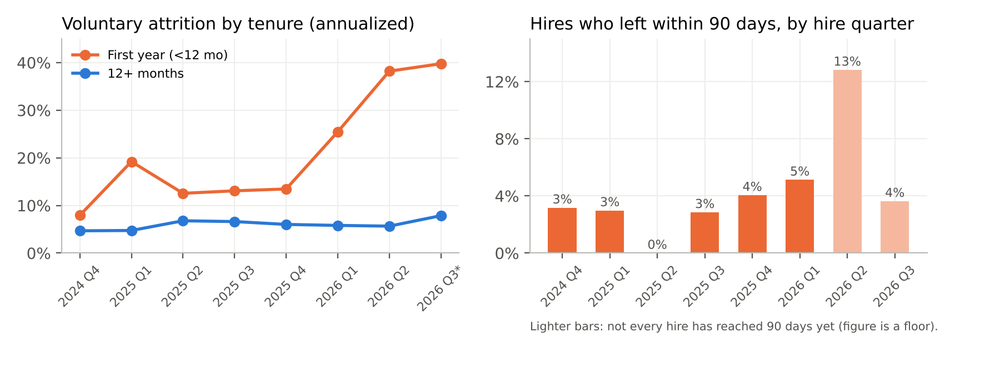 Voluntary attrition by tenure (annualized)
First year (<12 mo)
12+ months
40%
30%
20%
10%
0%
2024 Q4
2025 Q1
2025 Q2
2025 Q3
2025 Q4
2026 Q1
2026 Q2
2026 Q3*
Hires who left within 90 days, by hire quarter
12%
8%
4%
0%
3%
3%
0%
3%
4%
5%
13%
4%
2024 Q4
2025 Q1
2025 Q2
2025 Q3
2025 Q4
2026 Q1
2026 Q2
2026 Q3
Lighter bars: not every hire has reached 90 days yet (figure is a floor).